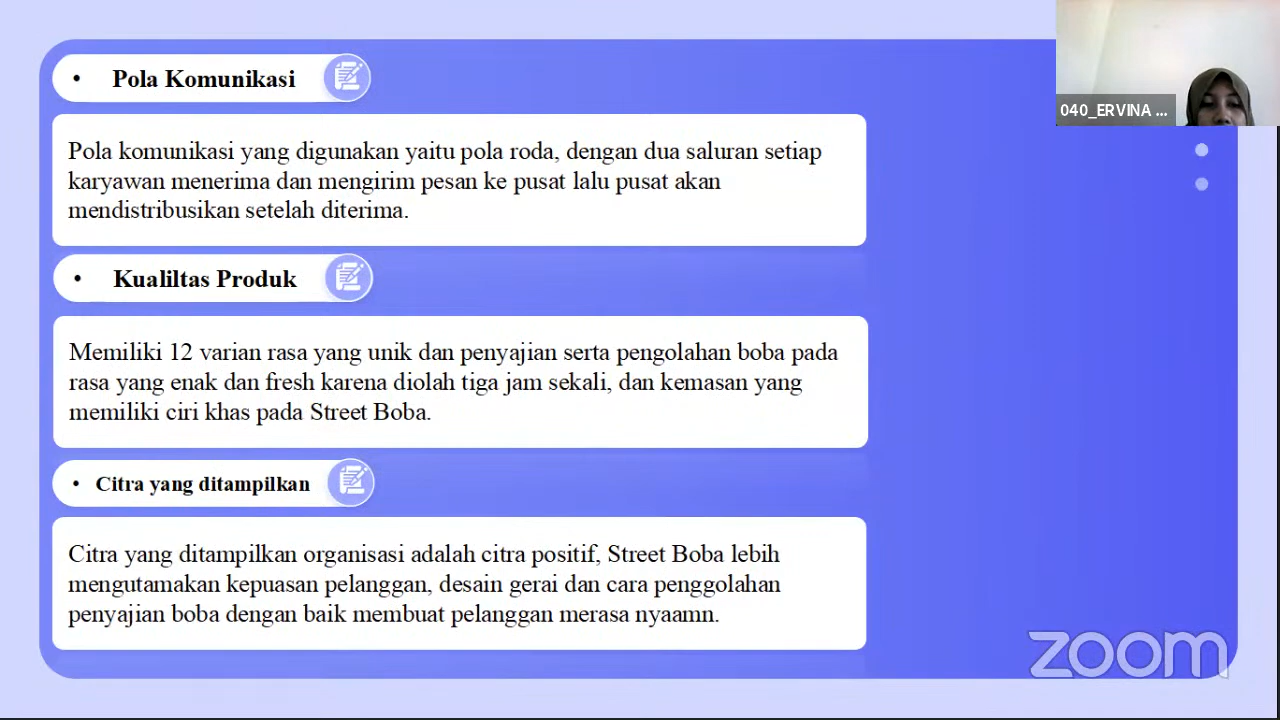 • Pola Komunikasi
040_ERVINA ...
Pola komunikasi yang digunakan yaitu pola roda, dengan dua saluran setiap
karyawan menerima dan mengirim pesan ke pusat lalu pusat akan
mendistribusikan setelah diterima.
• Kualiltas Produk
Memiliki 12 varian rasa yang unik dan penyajian serta pengolahan boba pada
rasa yang enak dan fresh karena diolah tiga jam sekali, dan kemasan yang
memiliki ciri khas pada Street Boba.
• Citra yang ditampilkan
Citra yang ditampilkan organisasi adalah citra positif, Street Boba lebih
mengutamakan kepuasan pelanggan, desain gerai dan cara penggolahan
penyajian boba dengan baik membuat pelanggan merasa nyaamn.
zoom